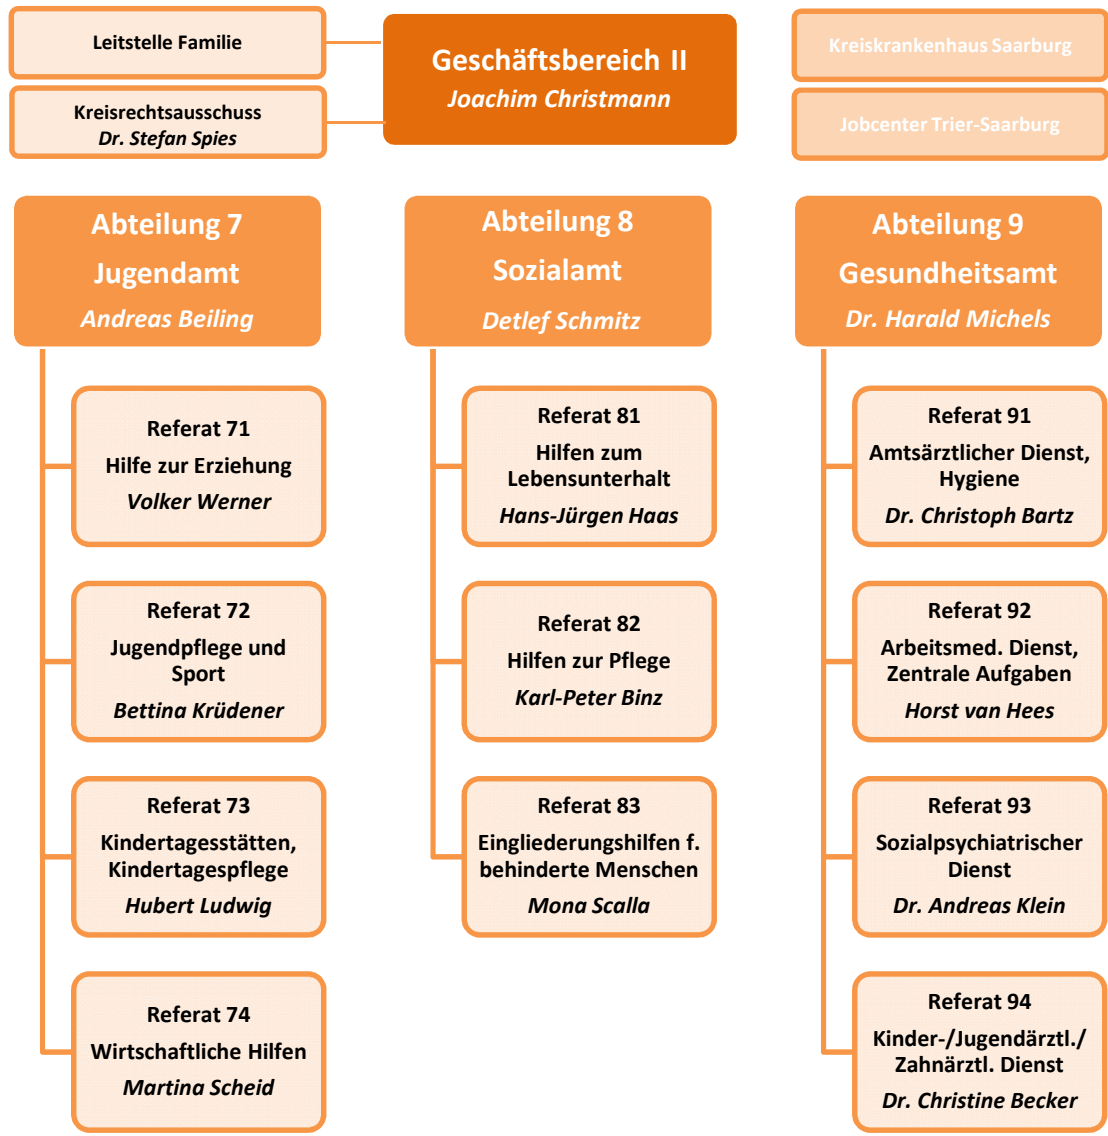 Leitstelle Familie
Kreisrechtsausschuss
Dr. Stefan Spies
Geschäftsbereich II
Joachim Christmann
Kreiskrankenhaus Saarburg
Jobcenter Trier-Saarburg
Abteilung 7
Jugendamt
Andreas Beiling
Referat 71
Hilfe zur Erziehung
Volker Werner
Referat 72
Jugendpflege und
Sport
Bettina Krüdener
Referat 73
Kindertagesstätten,
Kindertagespflege
Hubert Ludwig
Referat 74
Wirtschaftliche Hilfen
Martina Scheid
Abteilung 8
Sozialamt
Detlef Schmitz
Referat 81
Hilfen zum
Lebensunterhalt
Hans-Jürgen Haas
Referat 82
Hilfen zur Pflege
Karl-Peter Binz
Referat 83
Eingliederungshilfen f.
behinderte Menschen
Mona Scalla
Abteilung 9
Gesundheitsamt
Dr. Harald Michels
Referat 91
Amtsärztlicher Dienst,
Hygiene
Dr. Christoph Bartz
Referat 92
Arbeitsmed. Dienst,
Zentrale Aufgaben
Horst van Hees
Referat 93
Sozialpsychiatrischer
Dienst
Dr. Andreas Klein
Referat 94
Kinder-/Jugendärztl./
Zahnärztl. Dienst
Dr. Christine Becker